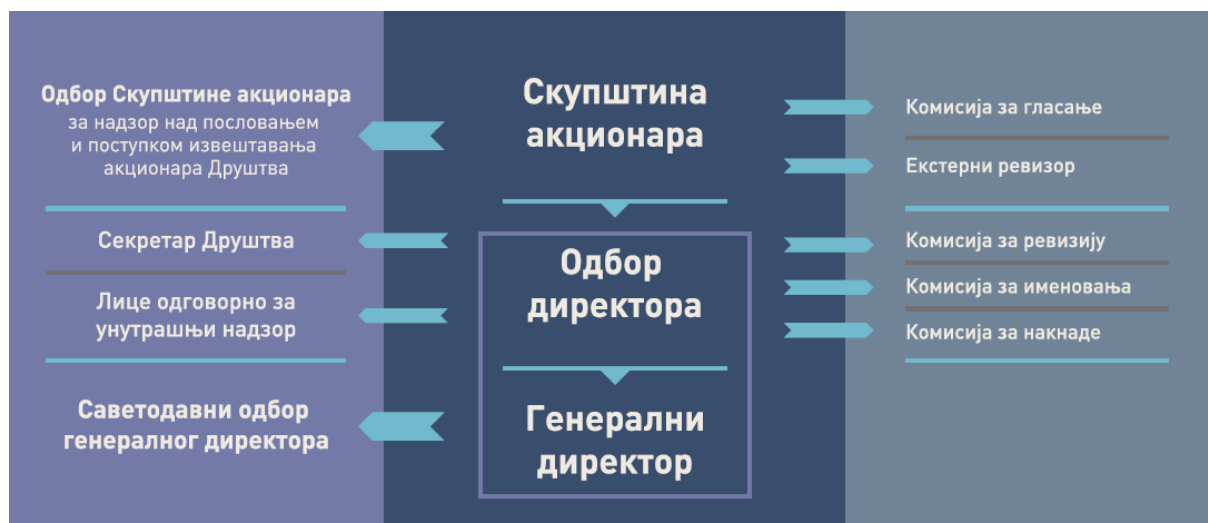 Одбор Скупштине акционара
за надзор над пословањем
и поступком извештавања
акционара Друштва
Секретар Друштва
Лице одговорно за
унутрашњи надзор
Саветодавни одбор
генералног директора
Скупштина
акционара
Одбор
директора
Генерални
директор
Комисија за гласање
Екстерни ревизор
Комисија за ревизију
Комисија за именовања
Комисија за накнаде